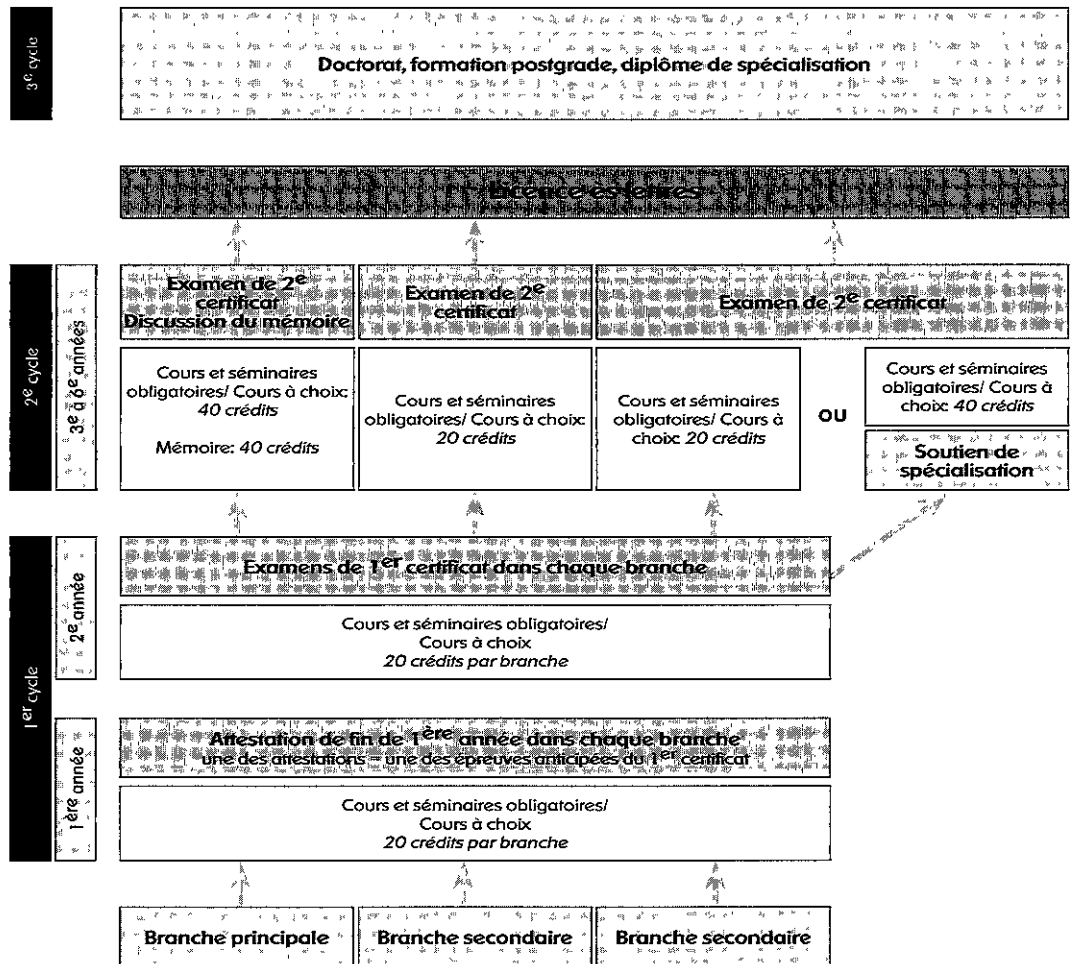 3e cycle
Doctorat, formation postgrade, diplôme de spécialisation
Licence ès lettres
2e cycle
3e à 6e années
Examen de 2e
certificat
Discussion du mémoire
Examen de 2e
certificat
Examen de 2e certificat
Cours et séminaires
obligatoires/ Cours à choix:
40 crédits
Mémoire: 40 crédits
Cours et séminaires
obligatoires/ Cours à choix:
20 crédits
Cours et séminaires
obligatoires/ Cours à
choix: 20 crédits
OU
Cours et séminaires
obligatoires/ Cours à
choix: 40 crédits
Soutien de
spécialisation
1er cycle
2e année
Examens de 1er certificat dans chaque branche
Cours et séminaires obligatoires/
Cours à choix
20 crédits par branche
1ère année
Attestation de fin de 1ère année dans chaque branche
une des attestations = une des épreuves anticipées du 1er certificat
Cours et séminaires obligatoires/
Cours à choix
20 crédits par branche
Branche principale
Branche secondaire
Branche secondaire